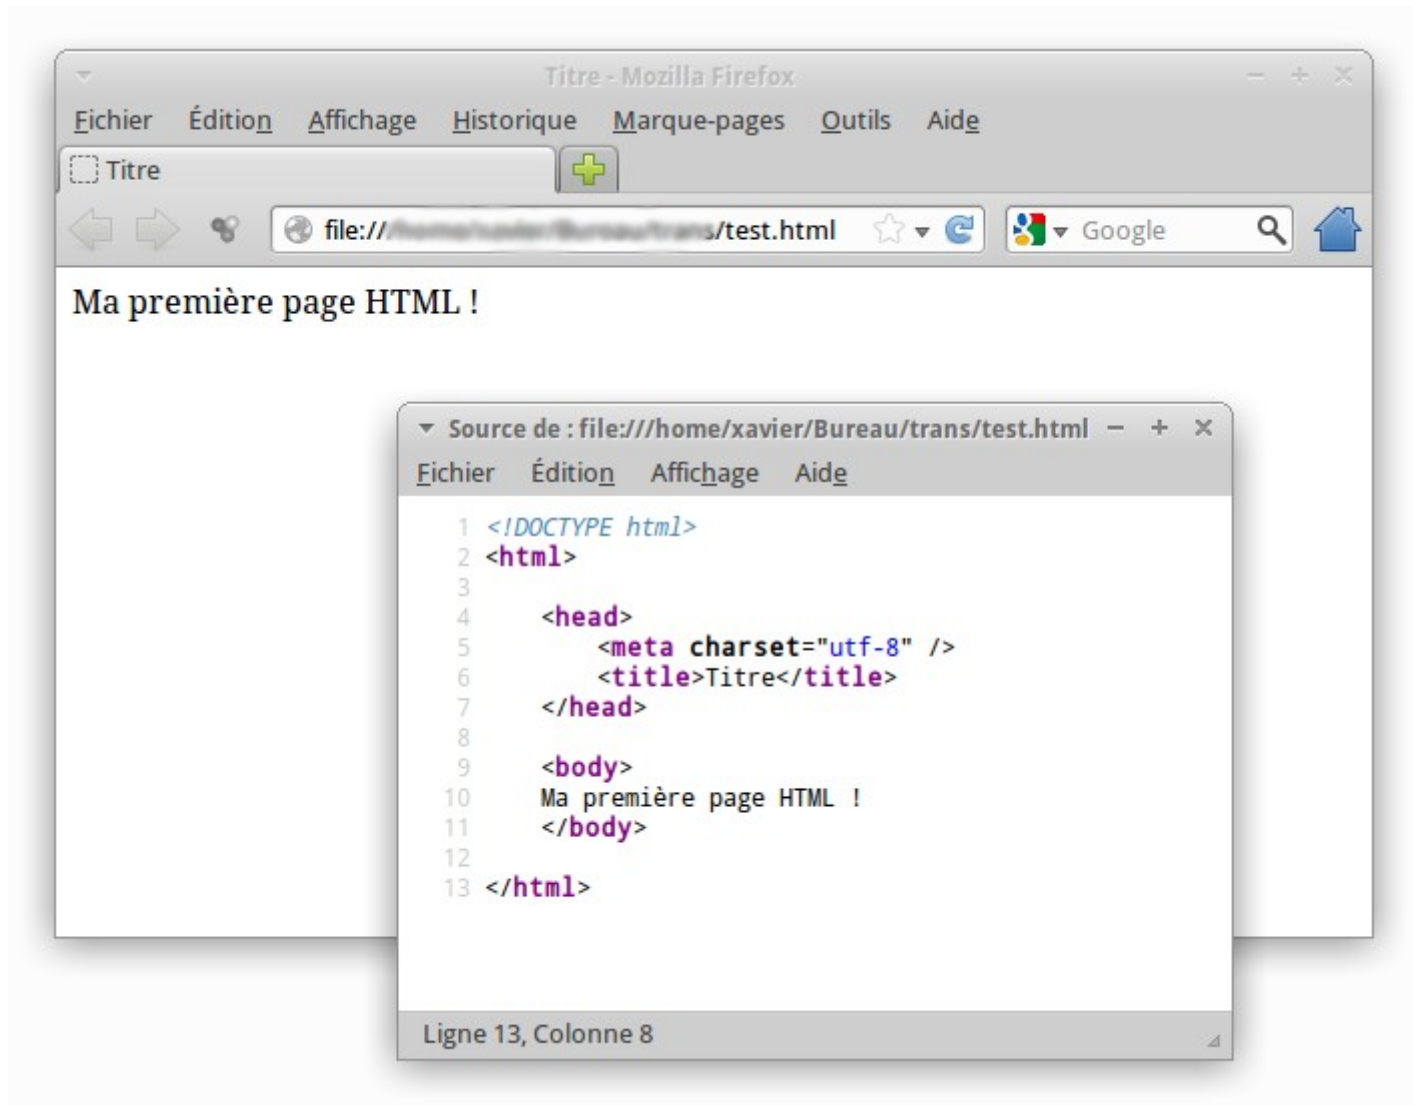 Titre - Mozilla Firefox
Fichier Édition Affichage Historique Marque-pages Outils Aide
Titre
file:// /test.html Google
Ma première page HTML !
Source de : file:///home/xavier/Bureau/trans/test.html
Fichier Édition Affichage Aide
1 <!DOCTYPE html>
2 <html>
3
4 <head>
5 <meta charset="utf-8" />
6 <title>Titre</title>
7 </head>
8
9 <body>
10 Ma première page HTML !
11 </body>
12
13 </html>
Ligne 13, Colonne 8